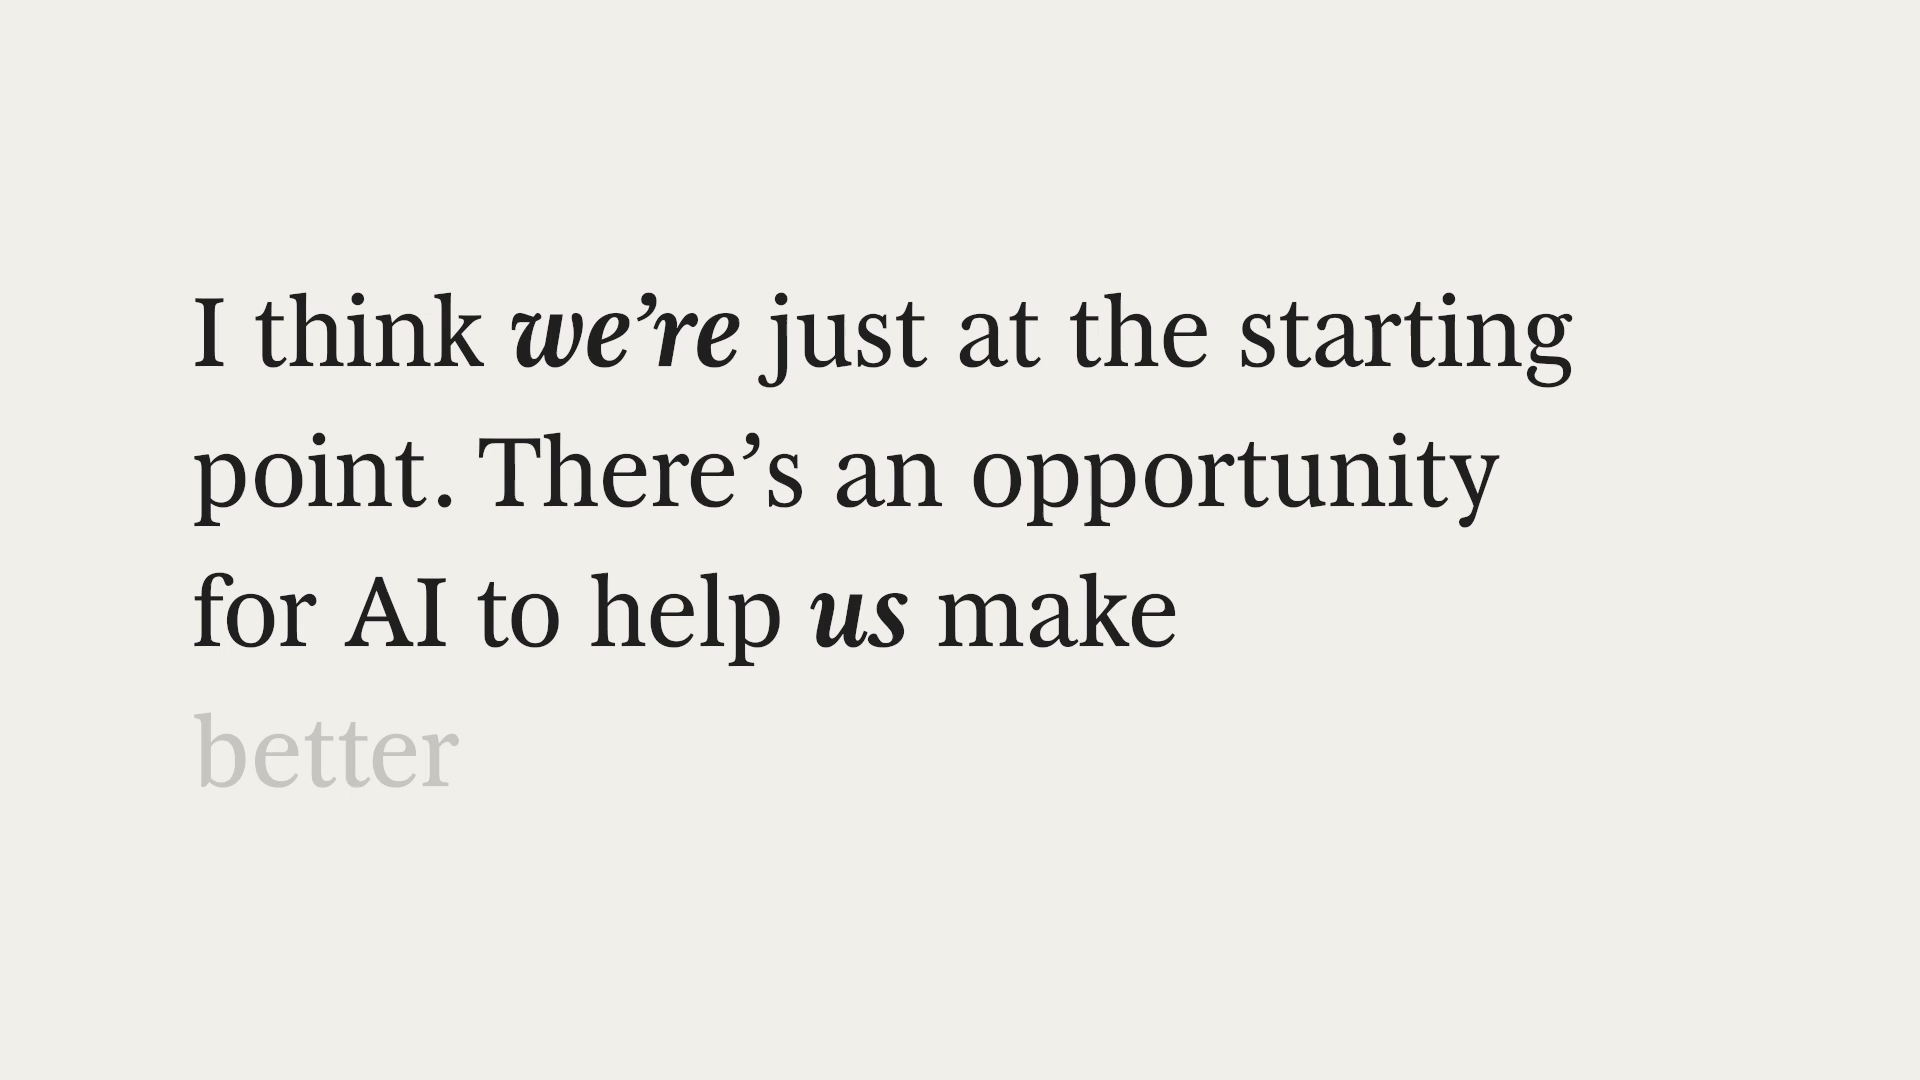 I think we’re just at the starting
point. There’s an opportunity
for AI to help us make
better